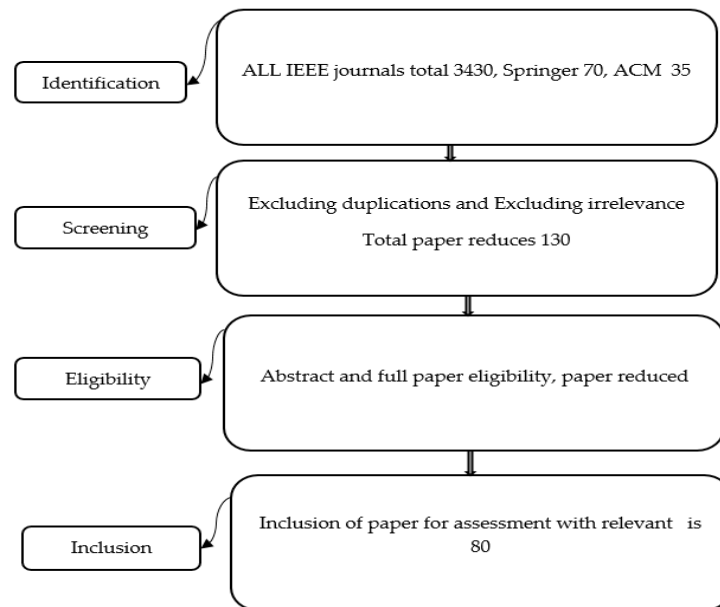 Identification
ALL IEEE journals total 3430, Springer 70, ACM 35
Screening
Excluding duplications and Excluding irrelevance
Total paper reduces 130
Eligibility
Abstract and full paper eligibility, paper reduced
Inclusion
Inclusion of paper for assessment with relevant is
80